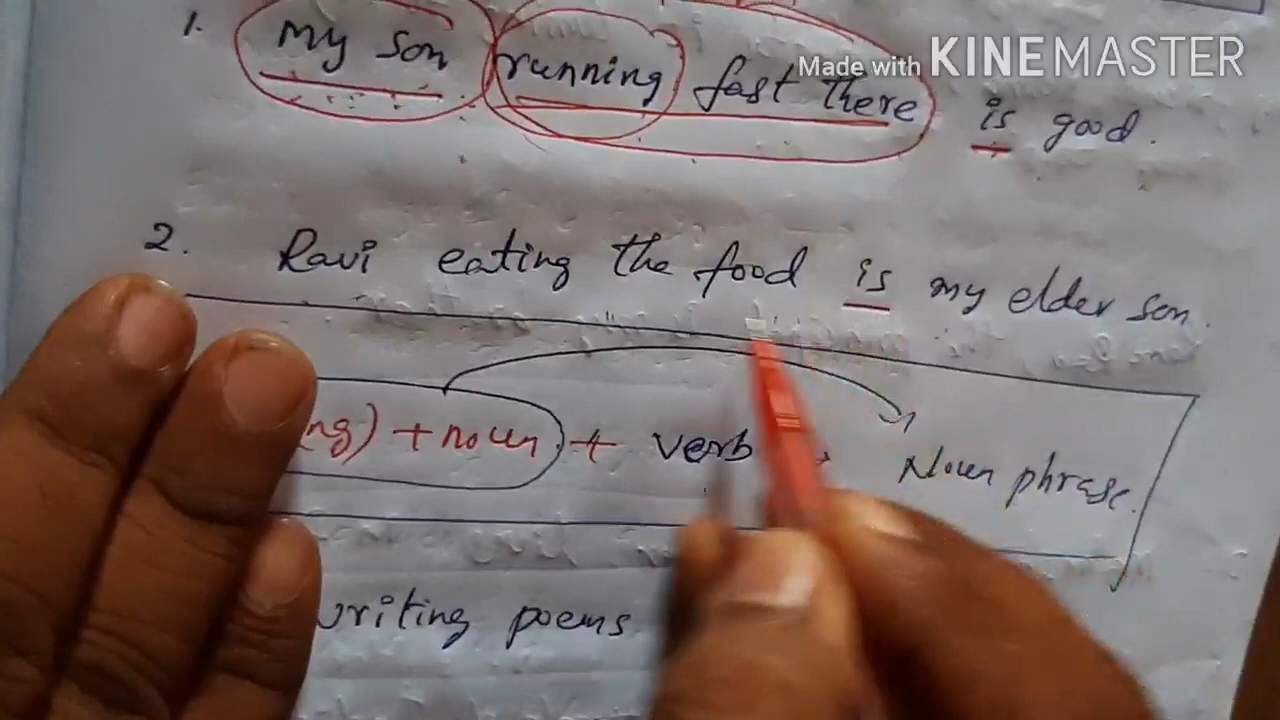 Made with KINEMASTER
1. My son running fast there is good.
2. Ravi eating the food is my elder son.
ng) + noun + verb Noun phrase.
writing poems